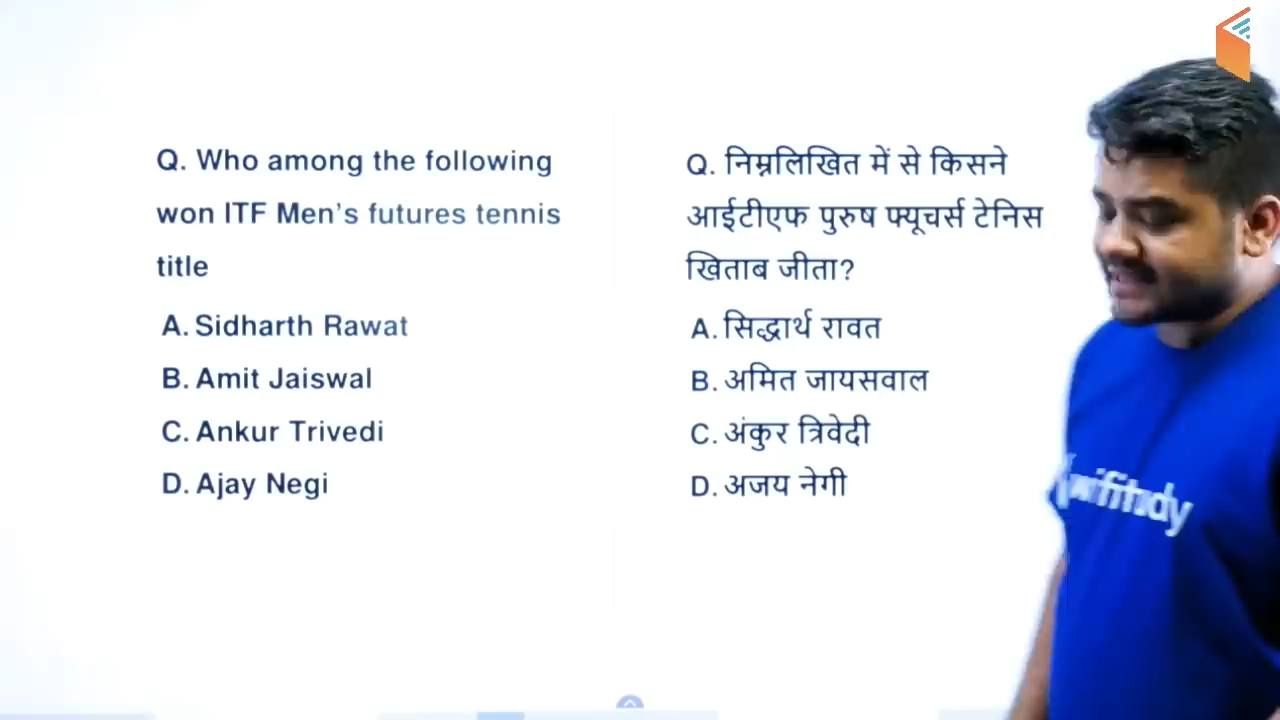 Q. Who among the following
won ITF Men's futures tennis
title
A. Sidharth Rawat
B. Amit Jaiswal
C. Ankur Trivedi
D. Ajay Negi
Q. निम्नलिखित में से किसने
आईटीएफ पुरुष फ्यूचर्स टेनिस
खिताब जीता?
A. सिद्धार्थ रावत
B. अमित जायसवाल
C. अंकुर त्रिवेदी
D. अजय नेगी
wifitudy